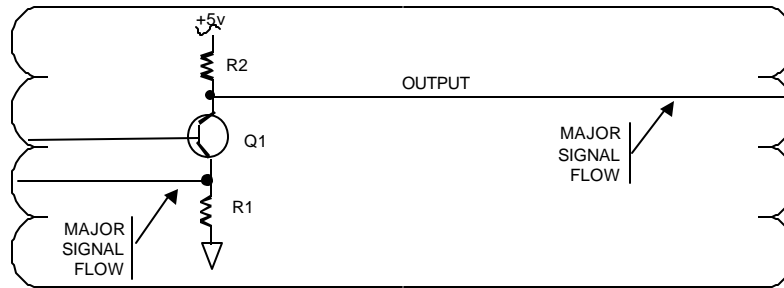 +5v
R2
OUTPUT
Q1
MAJOR
SIGNAL
FLOW
R1
MAJOR
SIGNAL
FLOW